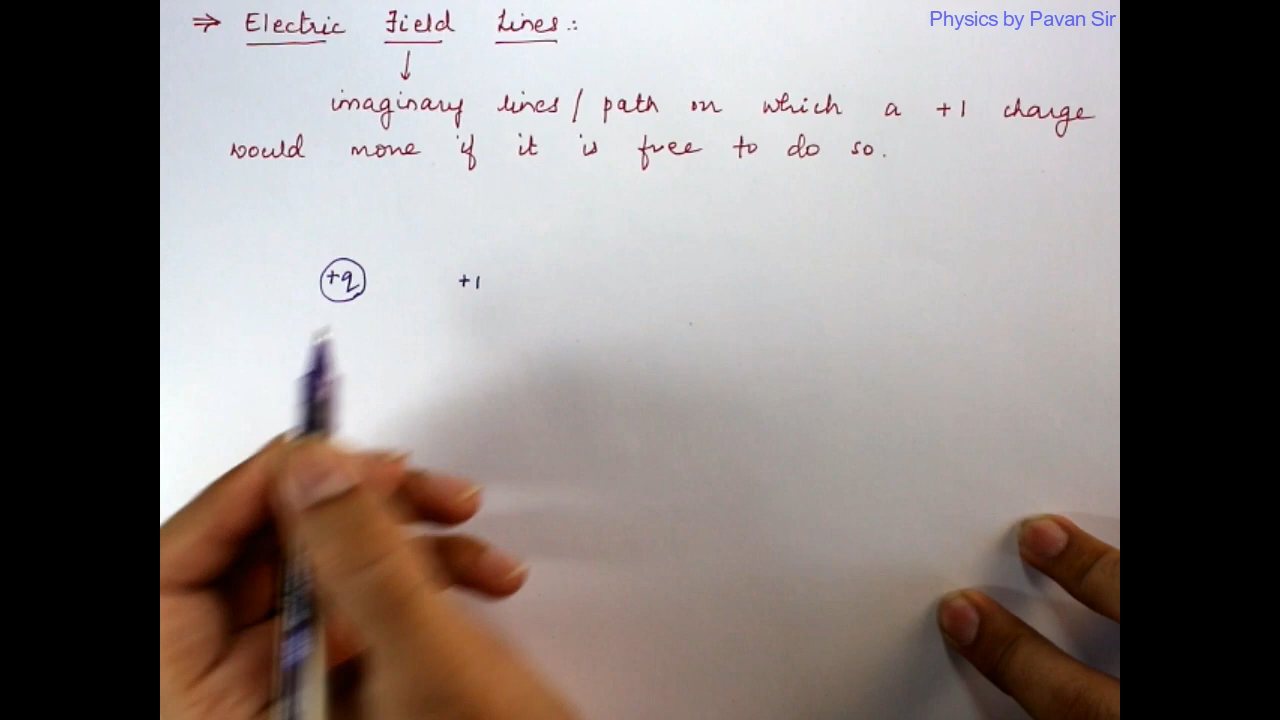 ⇒ Electric Field Lines :
Physics by Pavan Sir
↓
imaginary lines / path on which a +1 charge
would move if it is free to do so.
+q +1